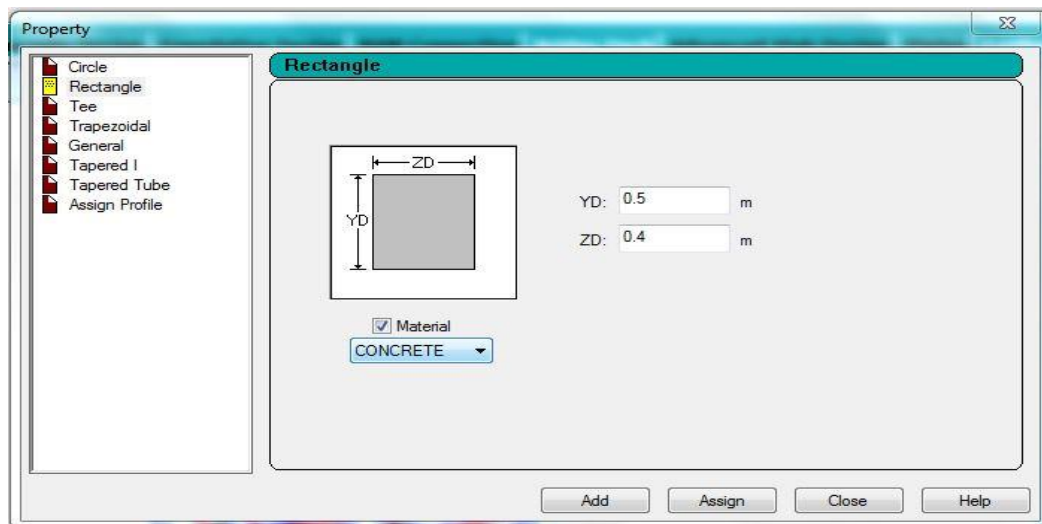 Property
Circle
Rectangle
Tee
Trapezoidal
General
Tapered I
Tapered Tube
Assign Profile
Rectangle
ZD
YD
YD: 0.5 m
ZD: 0.4 m
Material
CONCRETE
Add Assign Close Help